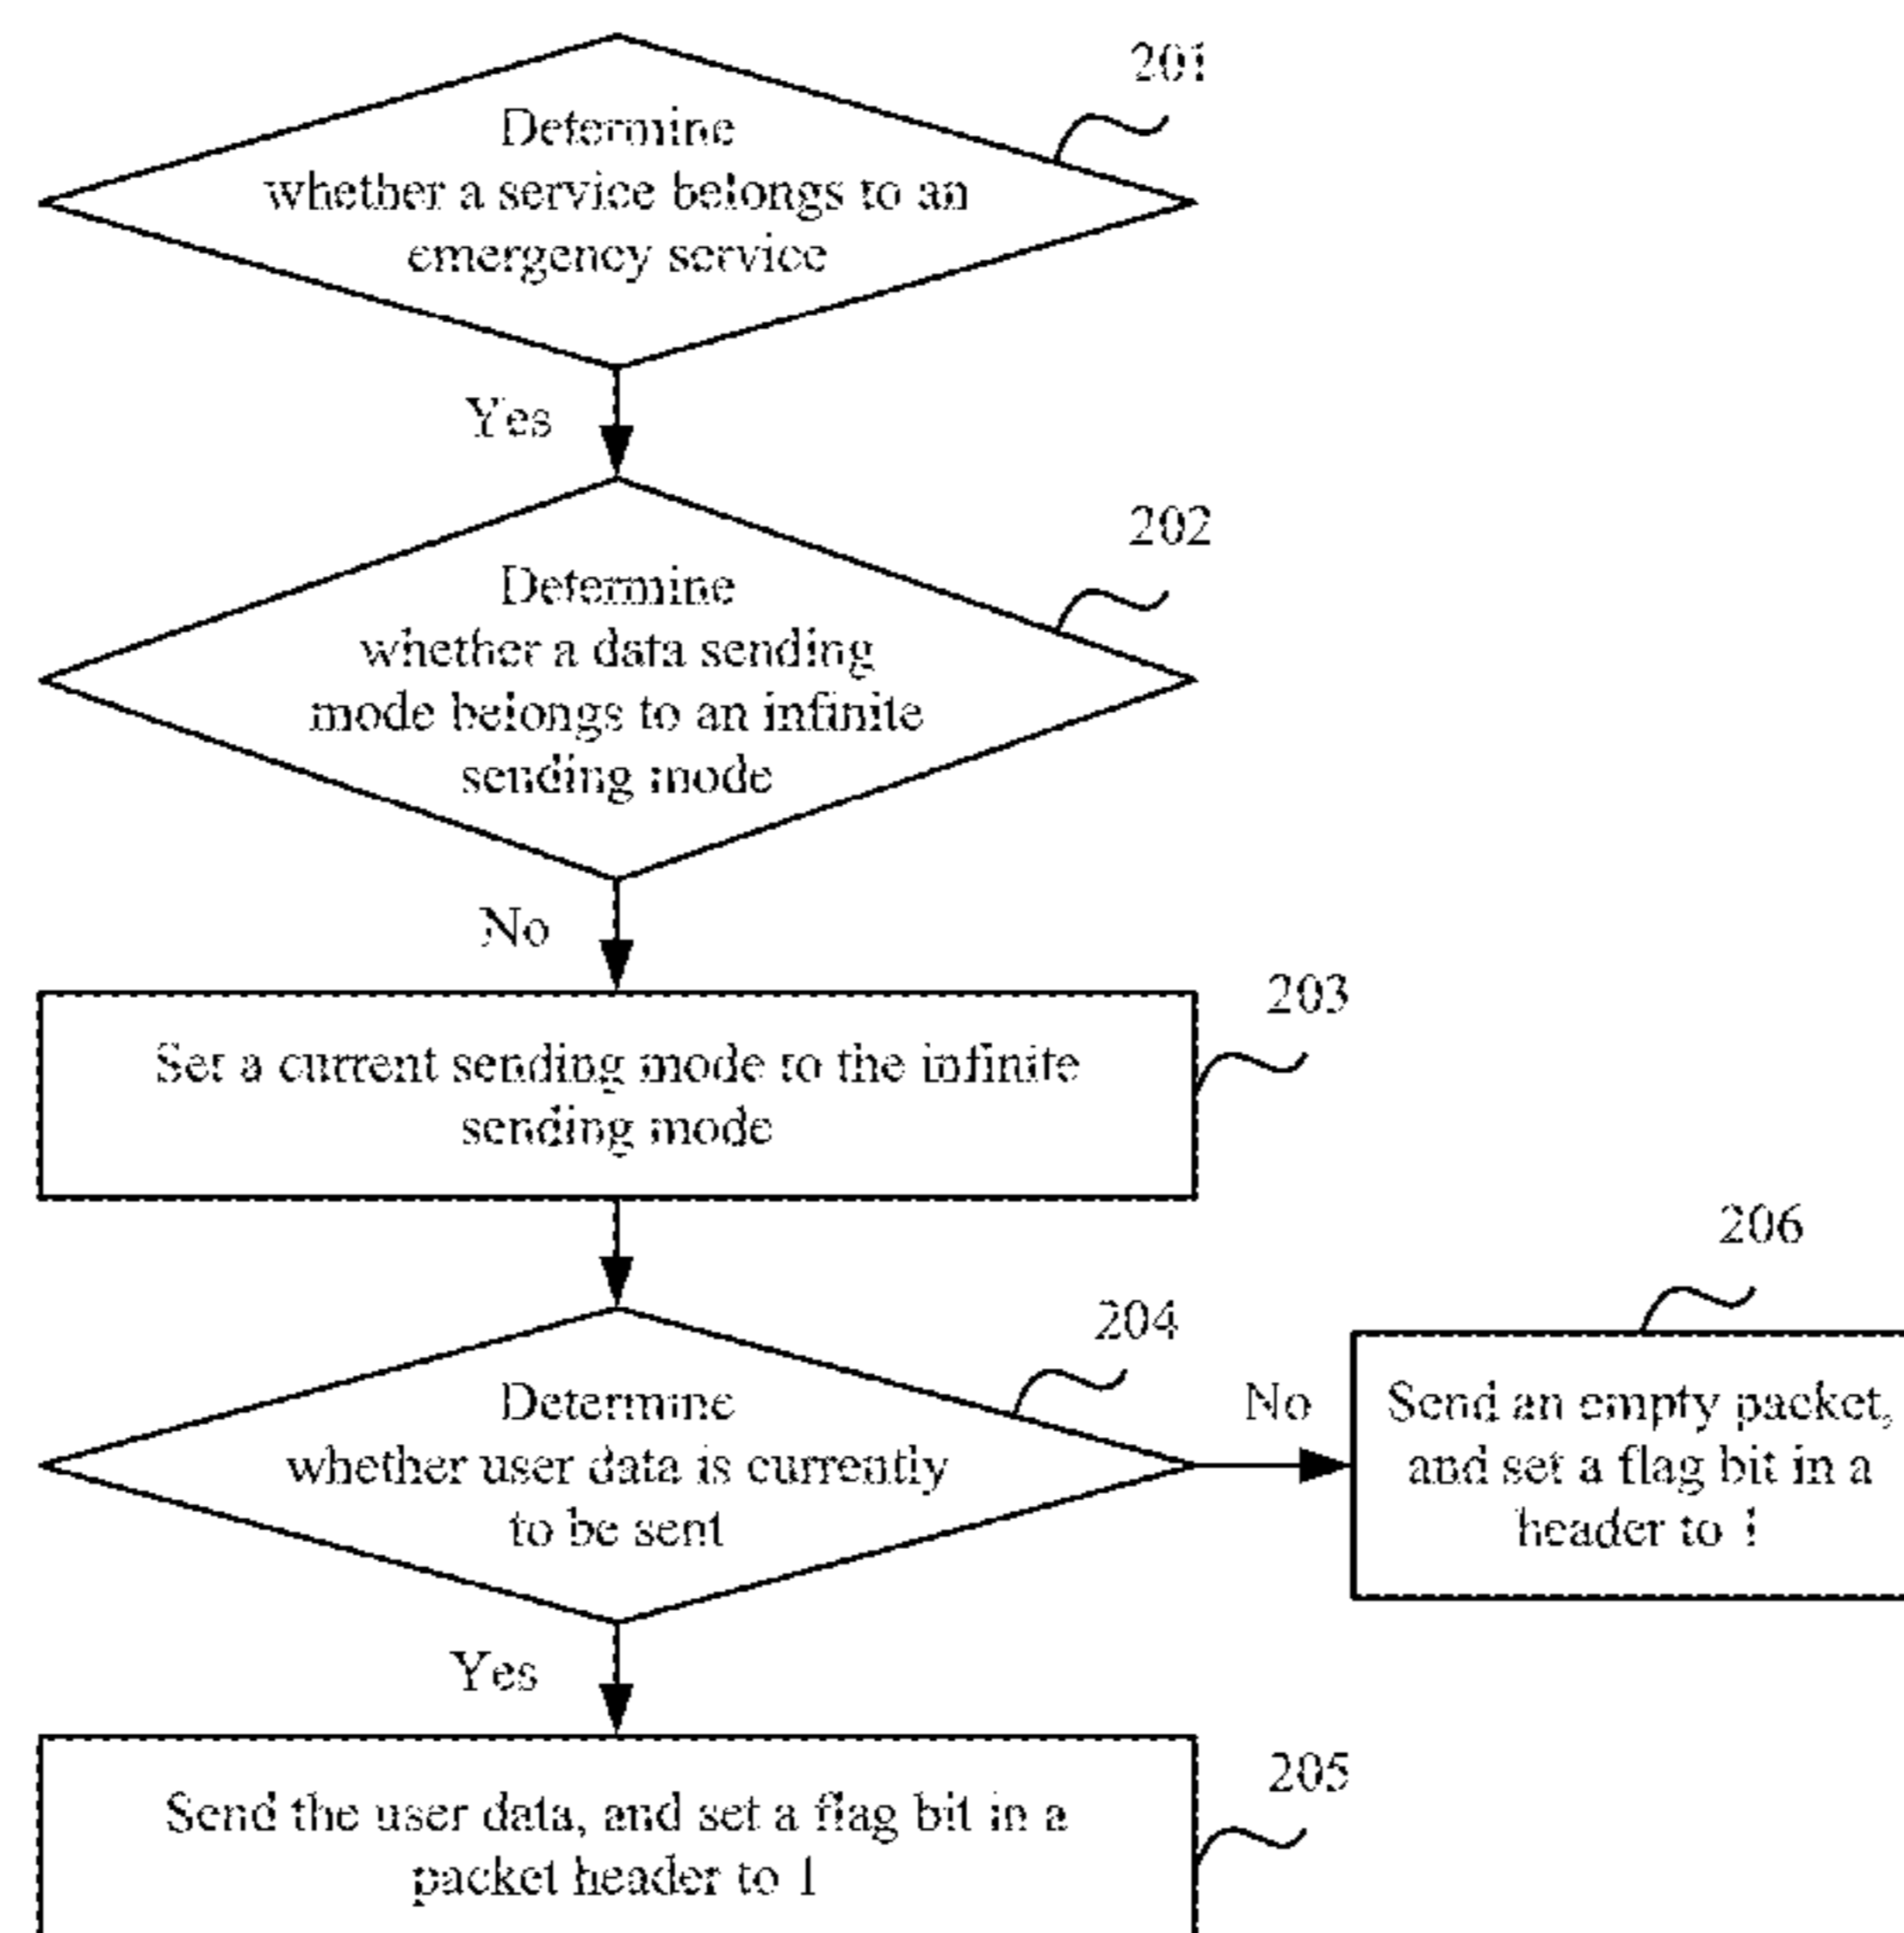 201
Determine
whether a service belongs to an
emergency service
Yes
202
Determine
whether a data sending
mode belongs to an infinite
sending mode
No
203
Set a current sending mode to the infinite
sending mode
204
Determine
whether user data is currently
to be sent
No
206
Send an empty packet,
and set a flag bit in a
header to 1
Yes
205
Send the user data, and set a flag bit in a
packet header to 1